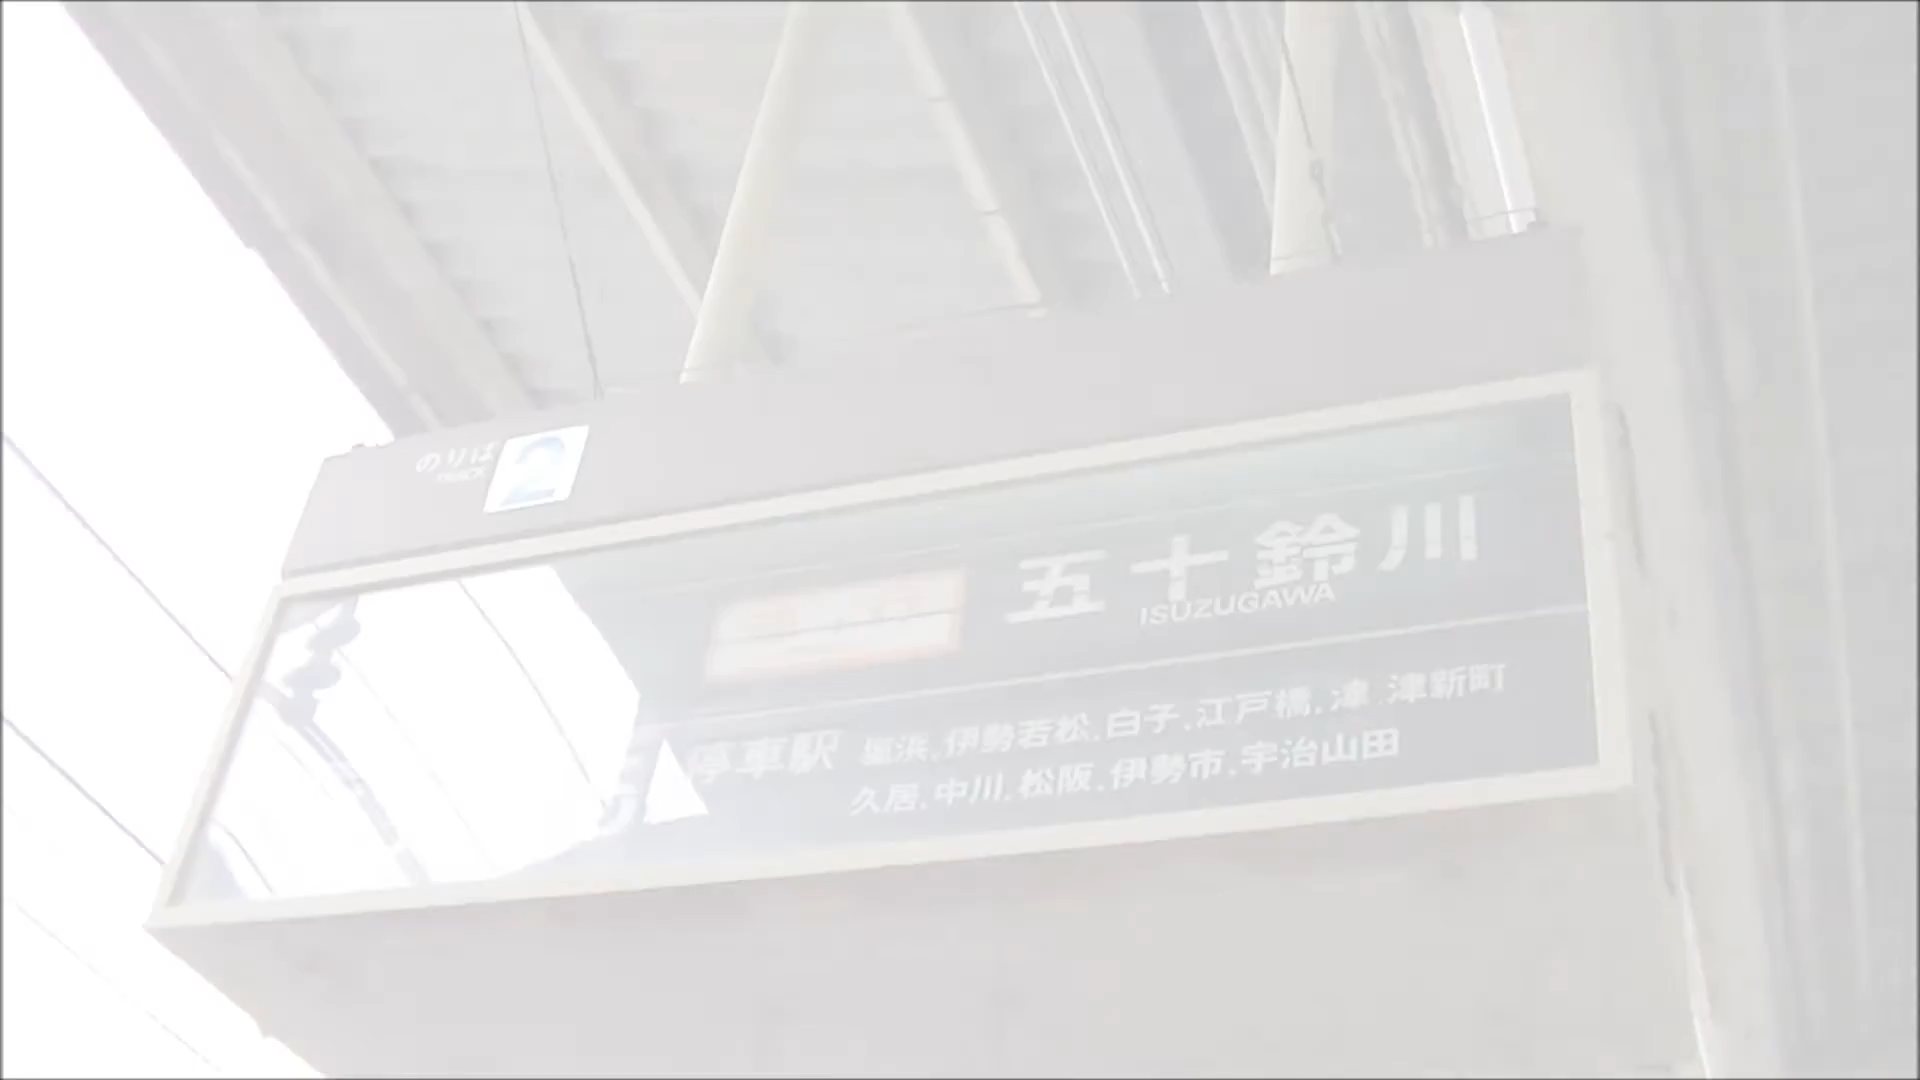 のりば 2
五十鈴川
ISUZUGAWA
停車駅 塩浜.伊勢若松.白子.江戸橋.津.津新町
久居.中川.松阪.伊勢市.宇治山田